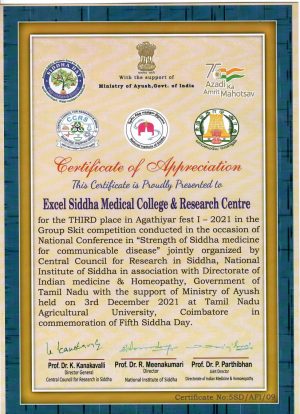 SIDDHA DAY
With the support of
Ministry of Ayush, Govt. of India
75
Azadi Ka
Amrit Mahotsav
CCRS
Certificate of Appreciation
This Certificate is Proudly Presented to
Excel Siddha Medical College & Research Centre
for the THIRD place in Agathiyar fest I – 2021 in the
Group Skit competition conducted in the occasion of
National Conference in "Strength of Siddha medicine
for communicable disease" jointly organized by
Central Council for Research in Siddha, National
Institute of Siddha in association with Directorate of
Indian medicine & Homeopathy, Government of
Tamil Nadu with the support of Ministry of Ayush
held on 3rd December 2021 at Tamil Nadu
Agricultural University, Coimbatore in
commemoration of Fifth Siddha Day.
Prof. Dr. K. Kanakavalli
Director General
Central Council for Research in Siddha
Prof. Dr. R. Meenakumari
Director
National Institute of Siddha
Prof. Dr. P. Parthibhan
Director
Directorate of Indian Medicine & Homeopathy
Certificate No:5SD/AFI/09